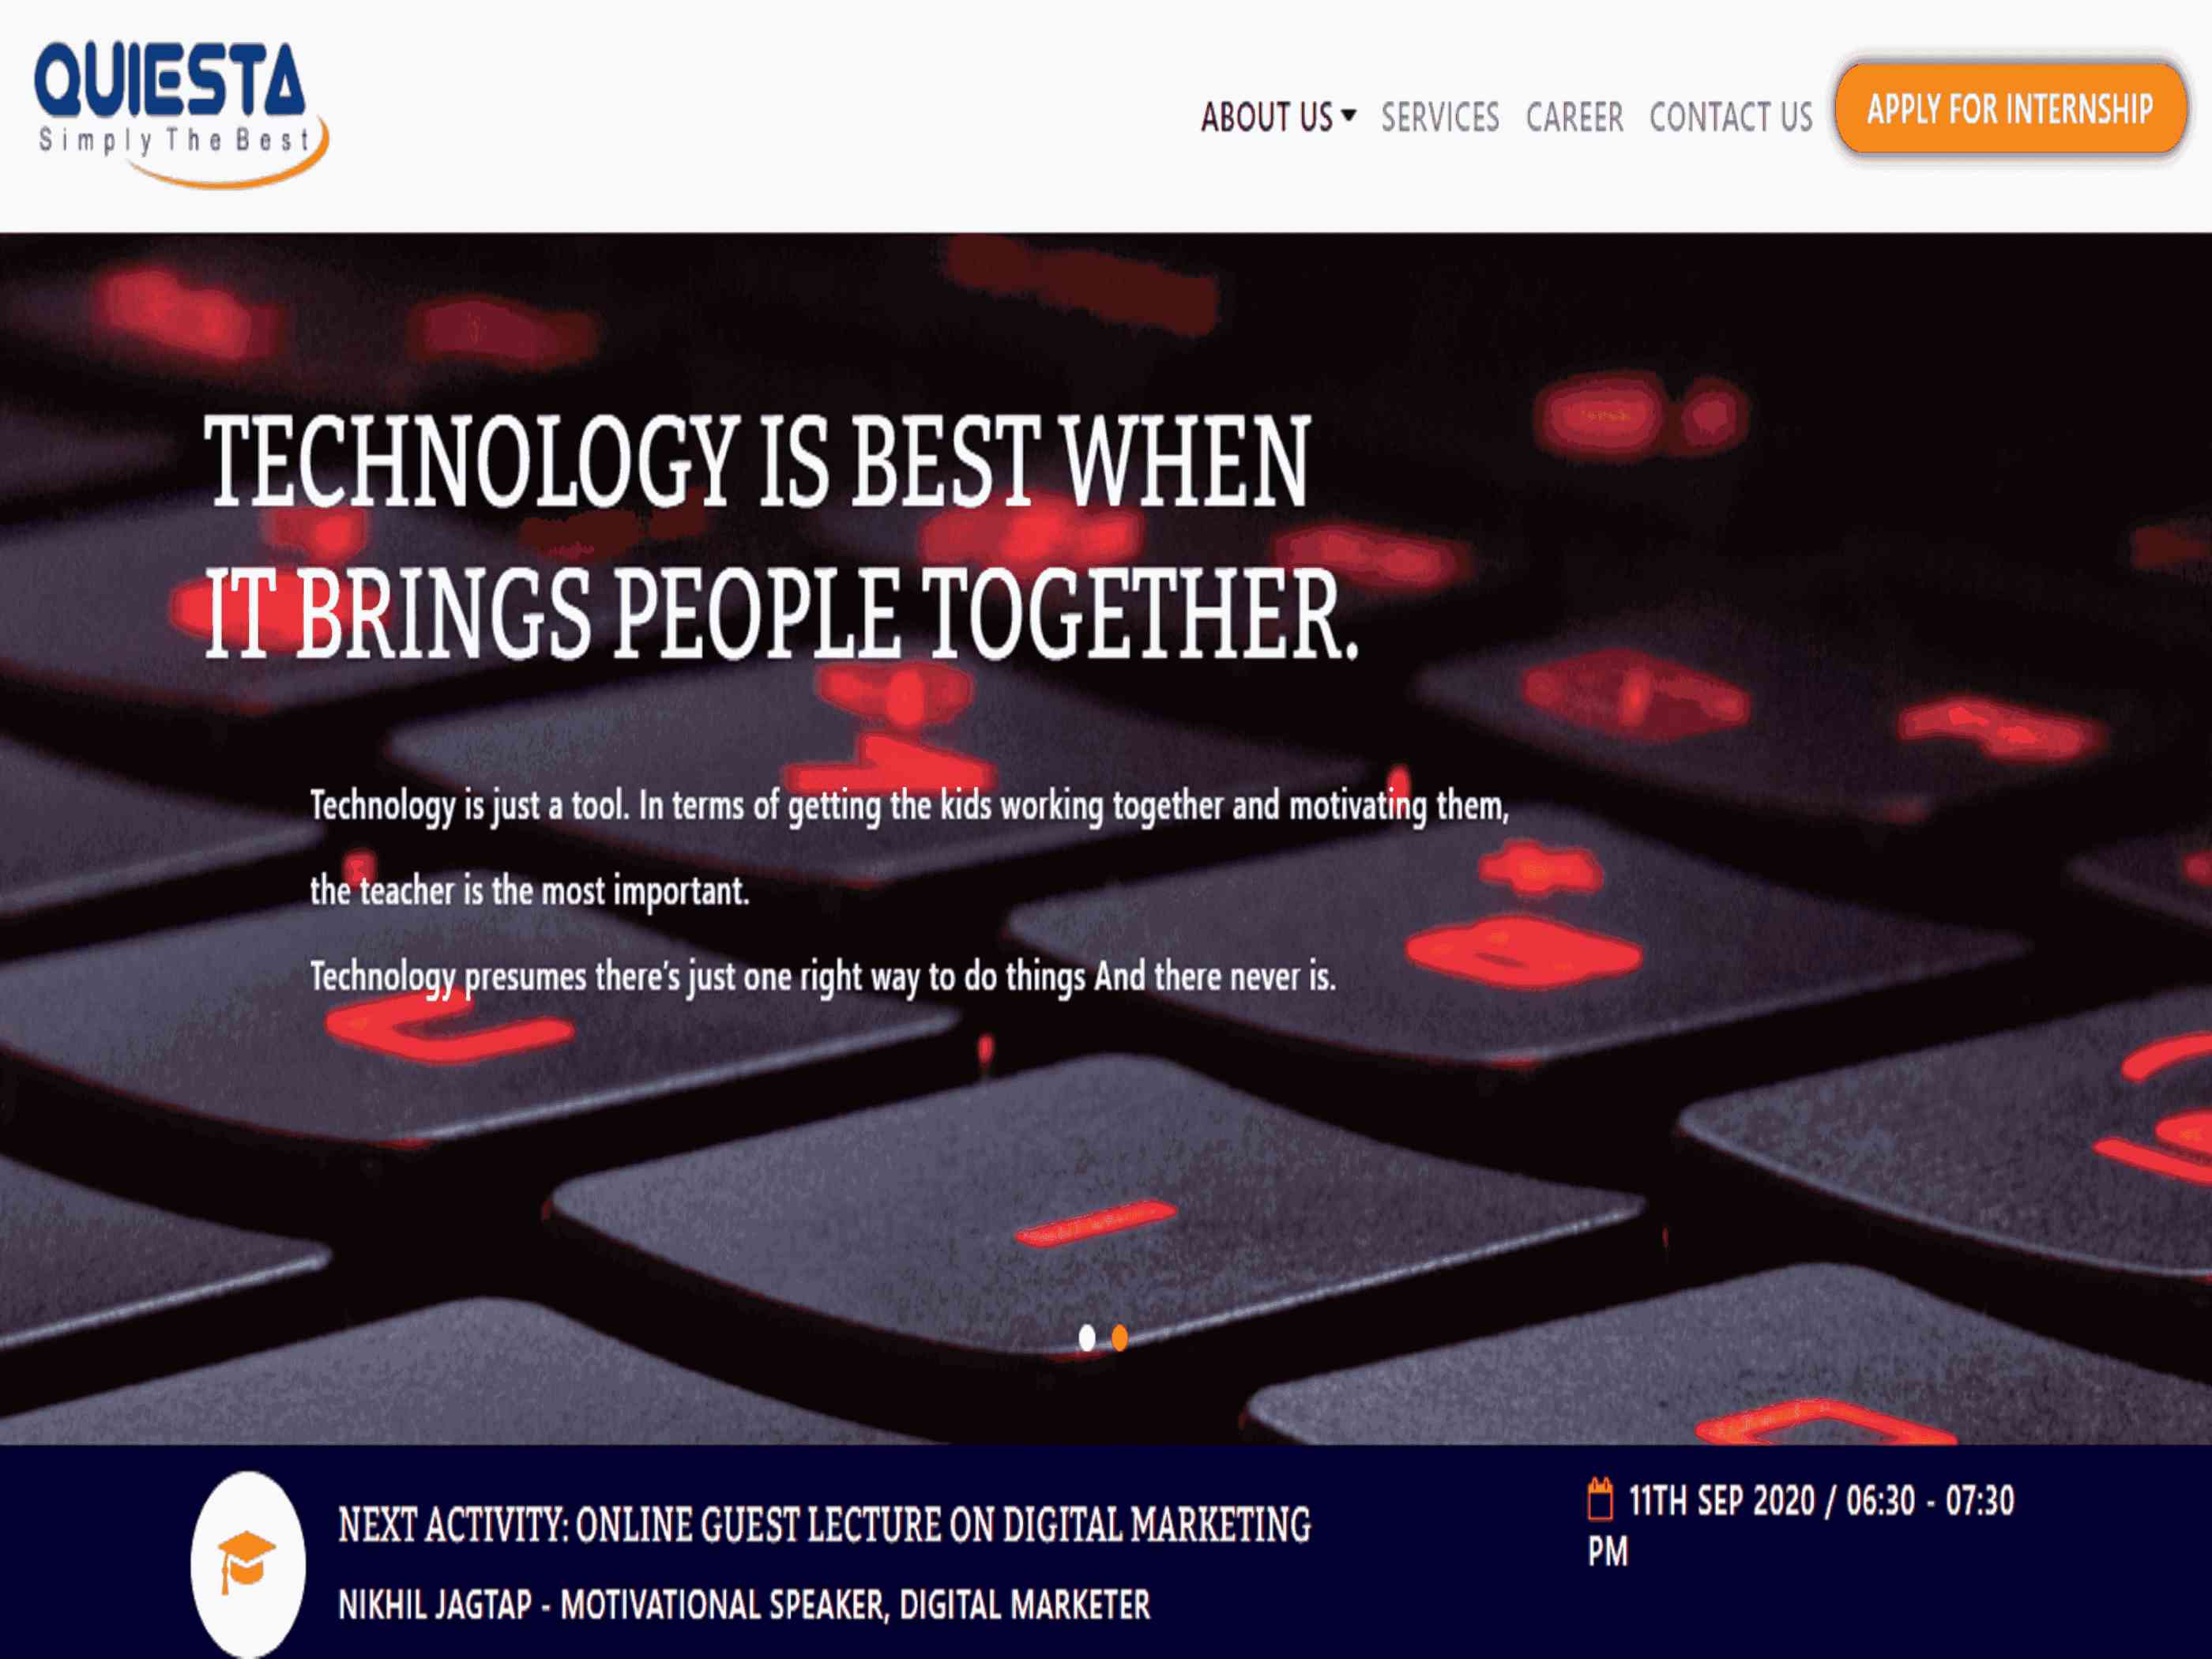 QUIESTA
Simply The Best
ABOUT US SERVICES CAREER CONTACT US APPLY FOR INTERNSHIP
TECHNOLOGY IS BEST WHEN
IT BRINGS PEOPLE TOGETHER.
Technology is just a tool. In terms of getting the kids working together and motivating them,
the teacher is the most important.
Technology presumes there's just one right way to do things And there never is.
NEXT ACTIVITY: ONLINE GUEST LECTURE ON DIGITAL MARKETING
NIKHIL JAGTAP - MOTIVATIONAL SPEAKER, DIGITAL MARKETER
11TH SEP 2020 / 06:30 - 07:30
PM